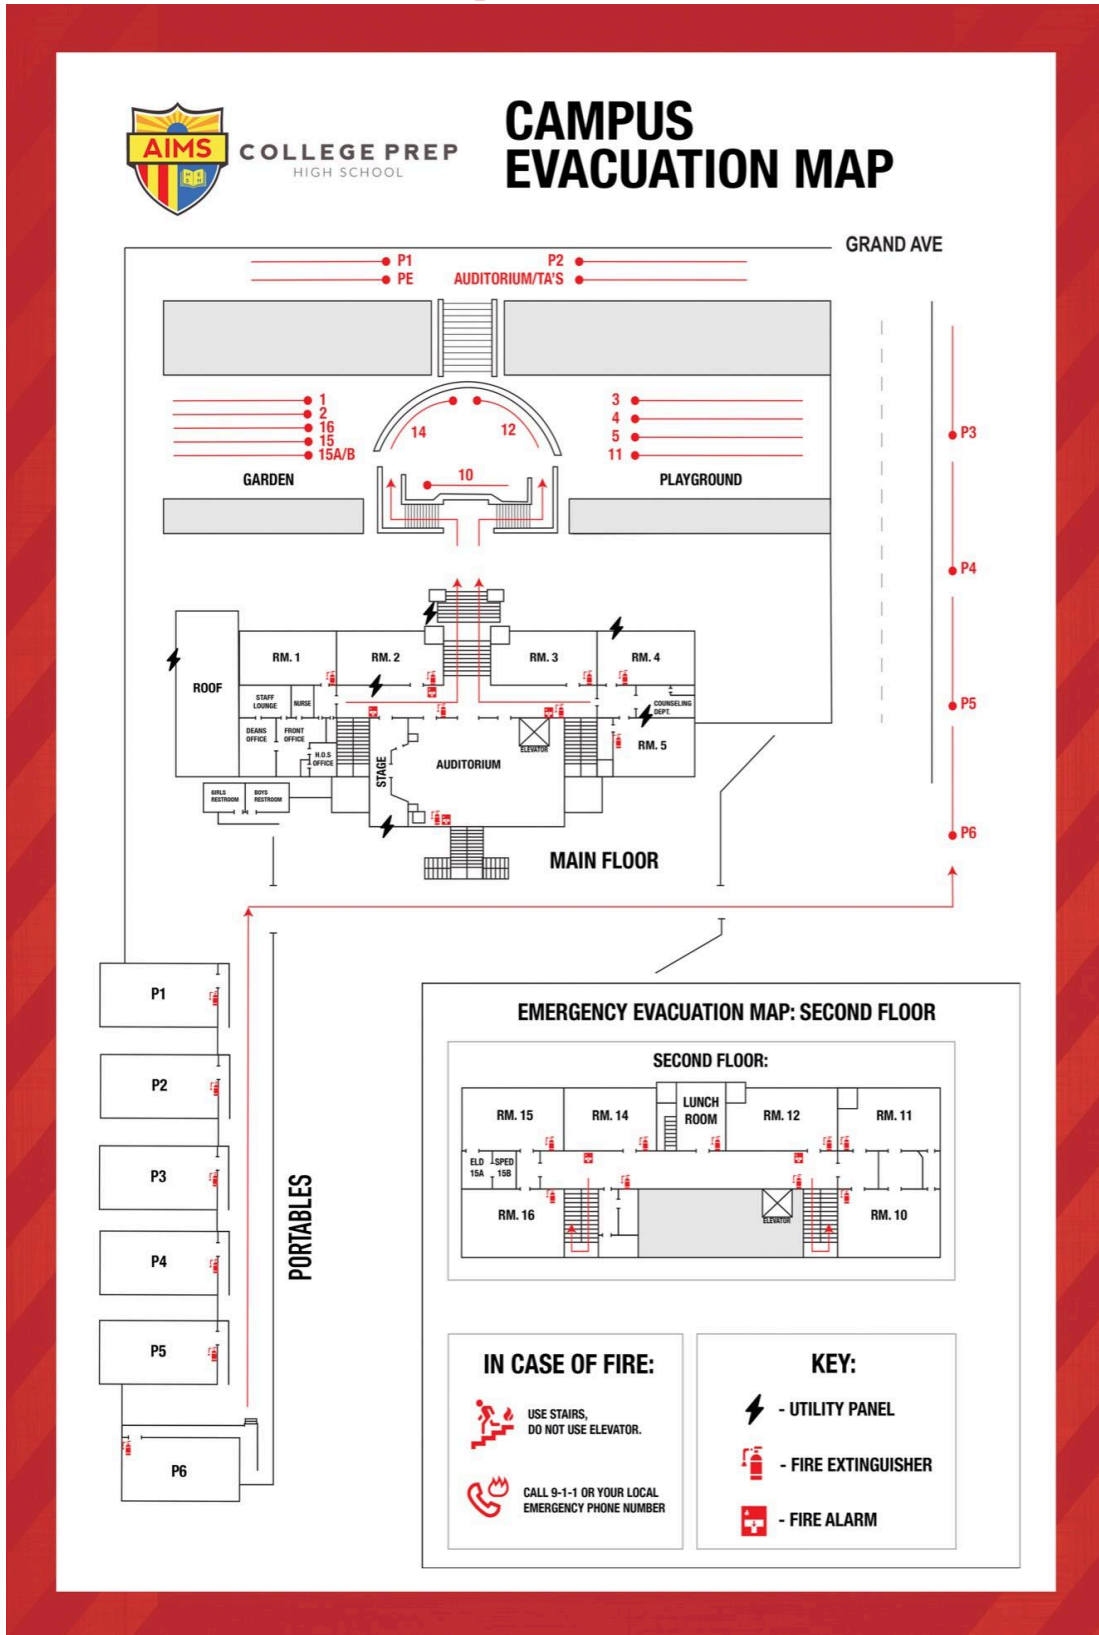 AIMS
COLLEGE PREP
HIGH SCHOOL
CAMPUS
EVACUATION MAP
GRAND AVE
P1
P2
PE
AUDITORIUM/TA'S
1
2
16
15
15A/B
14
12
3
4
5
11
10
GARDEN
PLAYGROUND
P3
P4
P5
P6
ROOF
RM. 1
RM. 2
RM. 3
RM. 4
STAFF
LOUNGE
NURSE
COUNSELING
DEPT.
DEANS
OFFICE
FRONT
OFFICE
H.O.S
OFFICE
STAGE
AUDITORIUM
ELEVATOR
RM. 5
GIRLS
RESTROOM
BOYS
RESTROOM
MAIN FLOOR
P1
P2
P3
P4
P5
P6
PORTABLES
EMERGENCY EVACUATION MAP: SECOND FLOOR
SECOND FLOOR:
RM. 15
RM. 14
LUNCH
ROOM
RM. 12
RM. 11
ELD
15A
SPED
15B
RM. 16
ELEVATOR
RM. 10
IN CASE OF FIRE:
USE STAIRS,
DO NOT USE ELEVATOR.
CALL 9-1-1 OR YOUR LOCAL
EMERGENCY PHONE NUMBER
KEY:
- UTILITY PANEL
- FIRE EXTINGUISHER
- FIRE ALARM